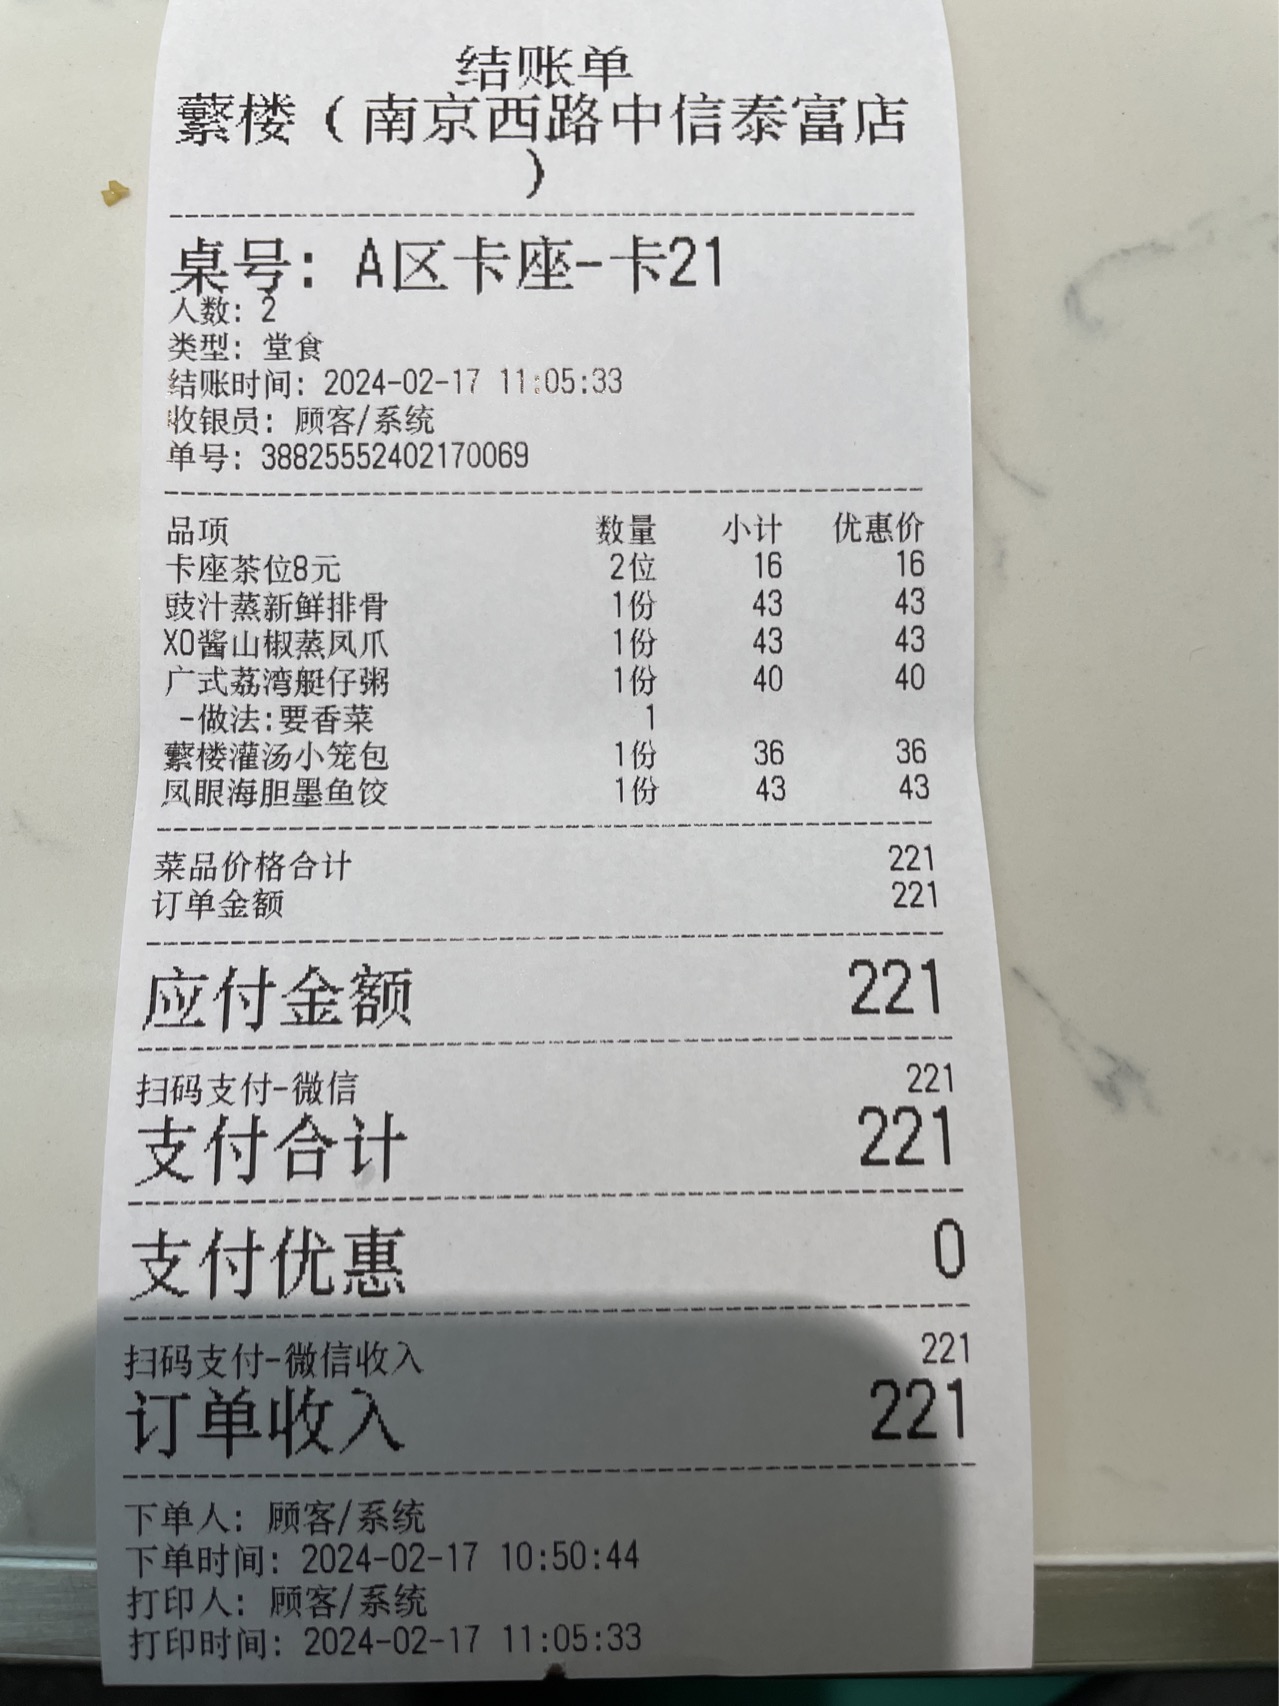 结账单
蘩楼（南京西路中信泰富店
）
桌号：A区卡座-卡21
人数：2
类型：堂食
结账时间：2024-02-17 11:05:33
收银员：顾客/系统
单号：38825552402170069
品项 数量 小计 优惠价
卡座茶位8元 2位 16 16
豉汁蒸新鲜排骨 1份 43 43
XO酱山椒蒸凤爪 1份 43 43
广式荔湾艇仔粥 1份 40 40
-做法:要香菜 1
蘩楼灌汤小笼包 1份 36 36
凤眼海胆墨鱼饺 1份 43 43
菜品价格合计 221
订单金额 221
应付金额 221
扫码支付-微信 221
支付合计 221
支付优惠 0
扫码支付-微信收入 221
订单收入 221
下单人：顾客/系统
下单时间：2024-02-17 10:50:44
打印人：顾客/系统
打印时间：2024-02-17 11:05:33